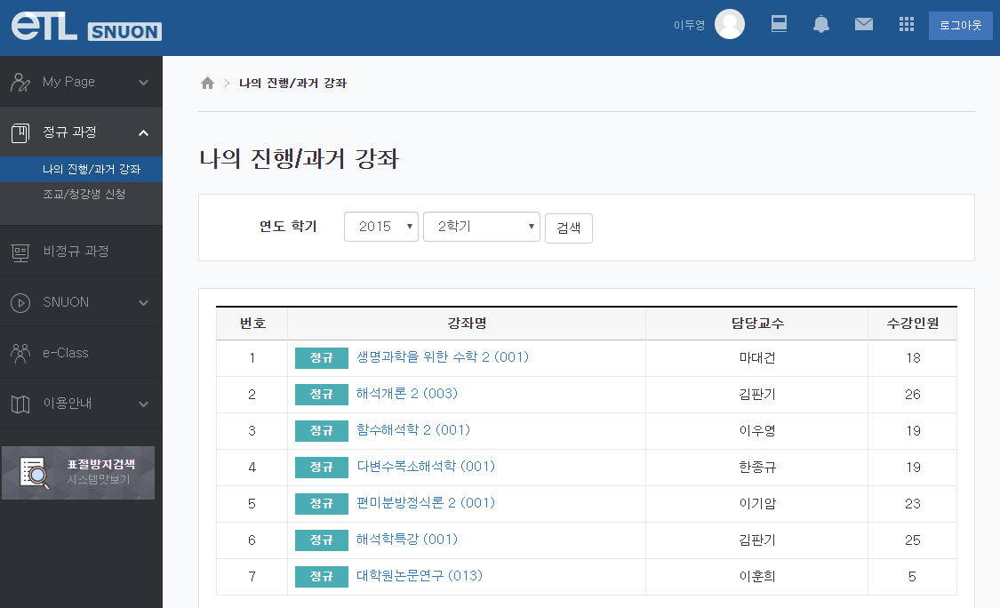 eTL SNUON
이두영
로그아웃
My Page
정규 과정
나의 진행/과거 강좌
조교/청강생 신청
비정규 과정
SNUON
e-Class
이용안내
표절방지검색
시스템맛보기
나의 진행/과거 강좌
나의 진행/과거 강좌
연도 학기 2015 2학기 검색
번호 강좌명 담당교수 수강인원
1 정규 생명과학을 위한 수학 2 (001) 마대건 18
2 정규 해석개론 2 (003) 김판기 26
3 정규 함수해석학 2 (001) 이우영 19
4 정규 다변수복소해석학 (001) 한종규 19
5 정규 편미분방정식론 2 (001) 이기암 23
6 정규 해석학특강 (001) 김판기 25
7 정규 대학원논문연구 (013) 이훈희 5